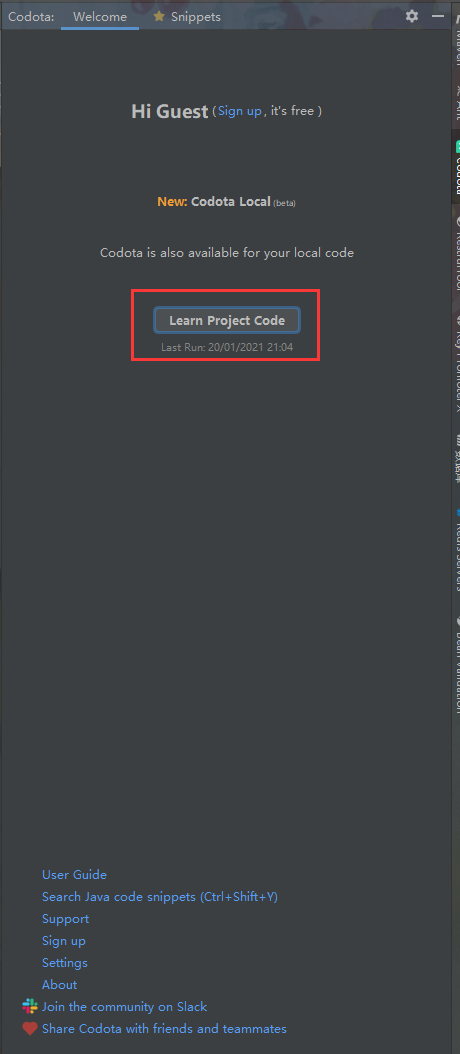 Codota: Welcome Snippets
Hi Guest (Sign up, it's free )
New: Codota Local (beta)
Codota is also available for your local code
Learn Project Code
Last Run: 20/01/2021 21:04
User Guide
Search Java code snippets (Ctrl+Shift+Y)
Support
Sign up
Settings
About
Join the community on Slack
Share Codota with friends and teammates